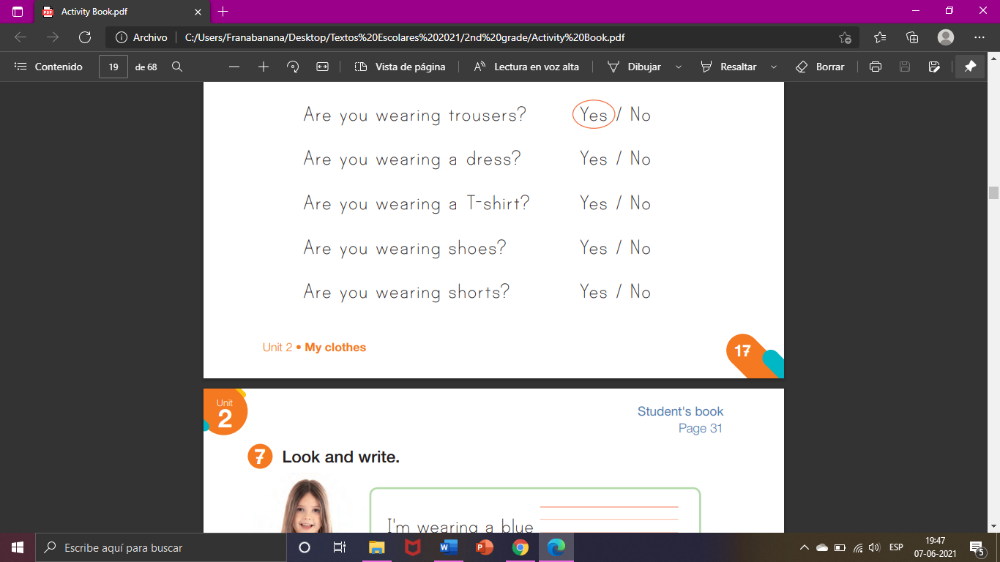 Activity Book.pdf
Archivo C:/Users/Franabanana/Desktop/Textos%20Escolares%202021/2nd%20grade/Activity%20Book.pdf
Contenido 19 de 68 Vista de página Lectura en voz alta Dibujar Resaltar Borrar
Are you wearing trousers? Yes / No
Are you wearing a dress? Yes / No
Are you wearing a T-shirt? Yes / No
Are you wearing shoes? Yes / No
Are you wearing shorts? Yes / No
Unit 2 • My clothes 17
Unit
2
Student's book
Page 31
7 Look and write.
I'm wearing a blue
Escribe aquí para buscar
ESP
19:47
07-06-2021
5